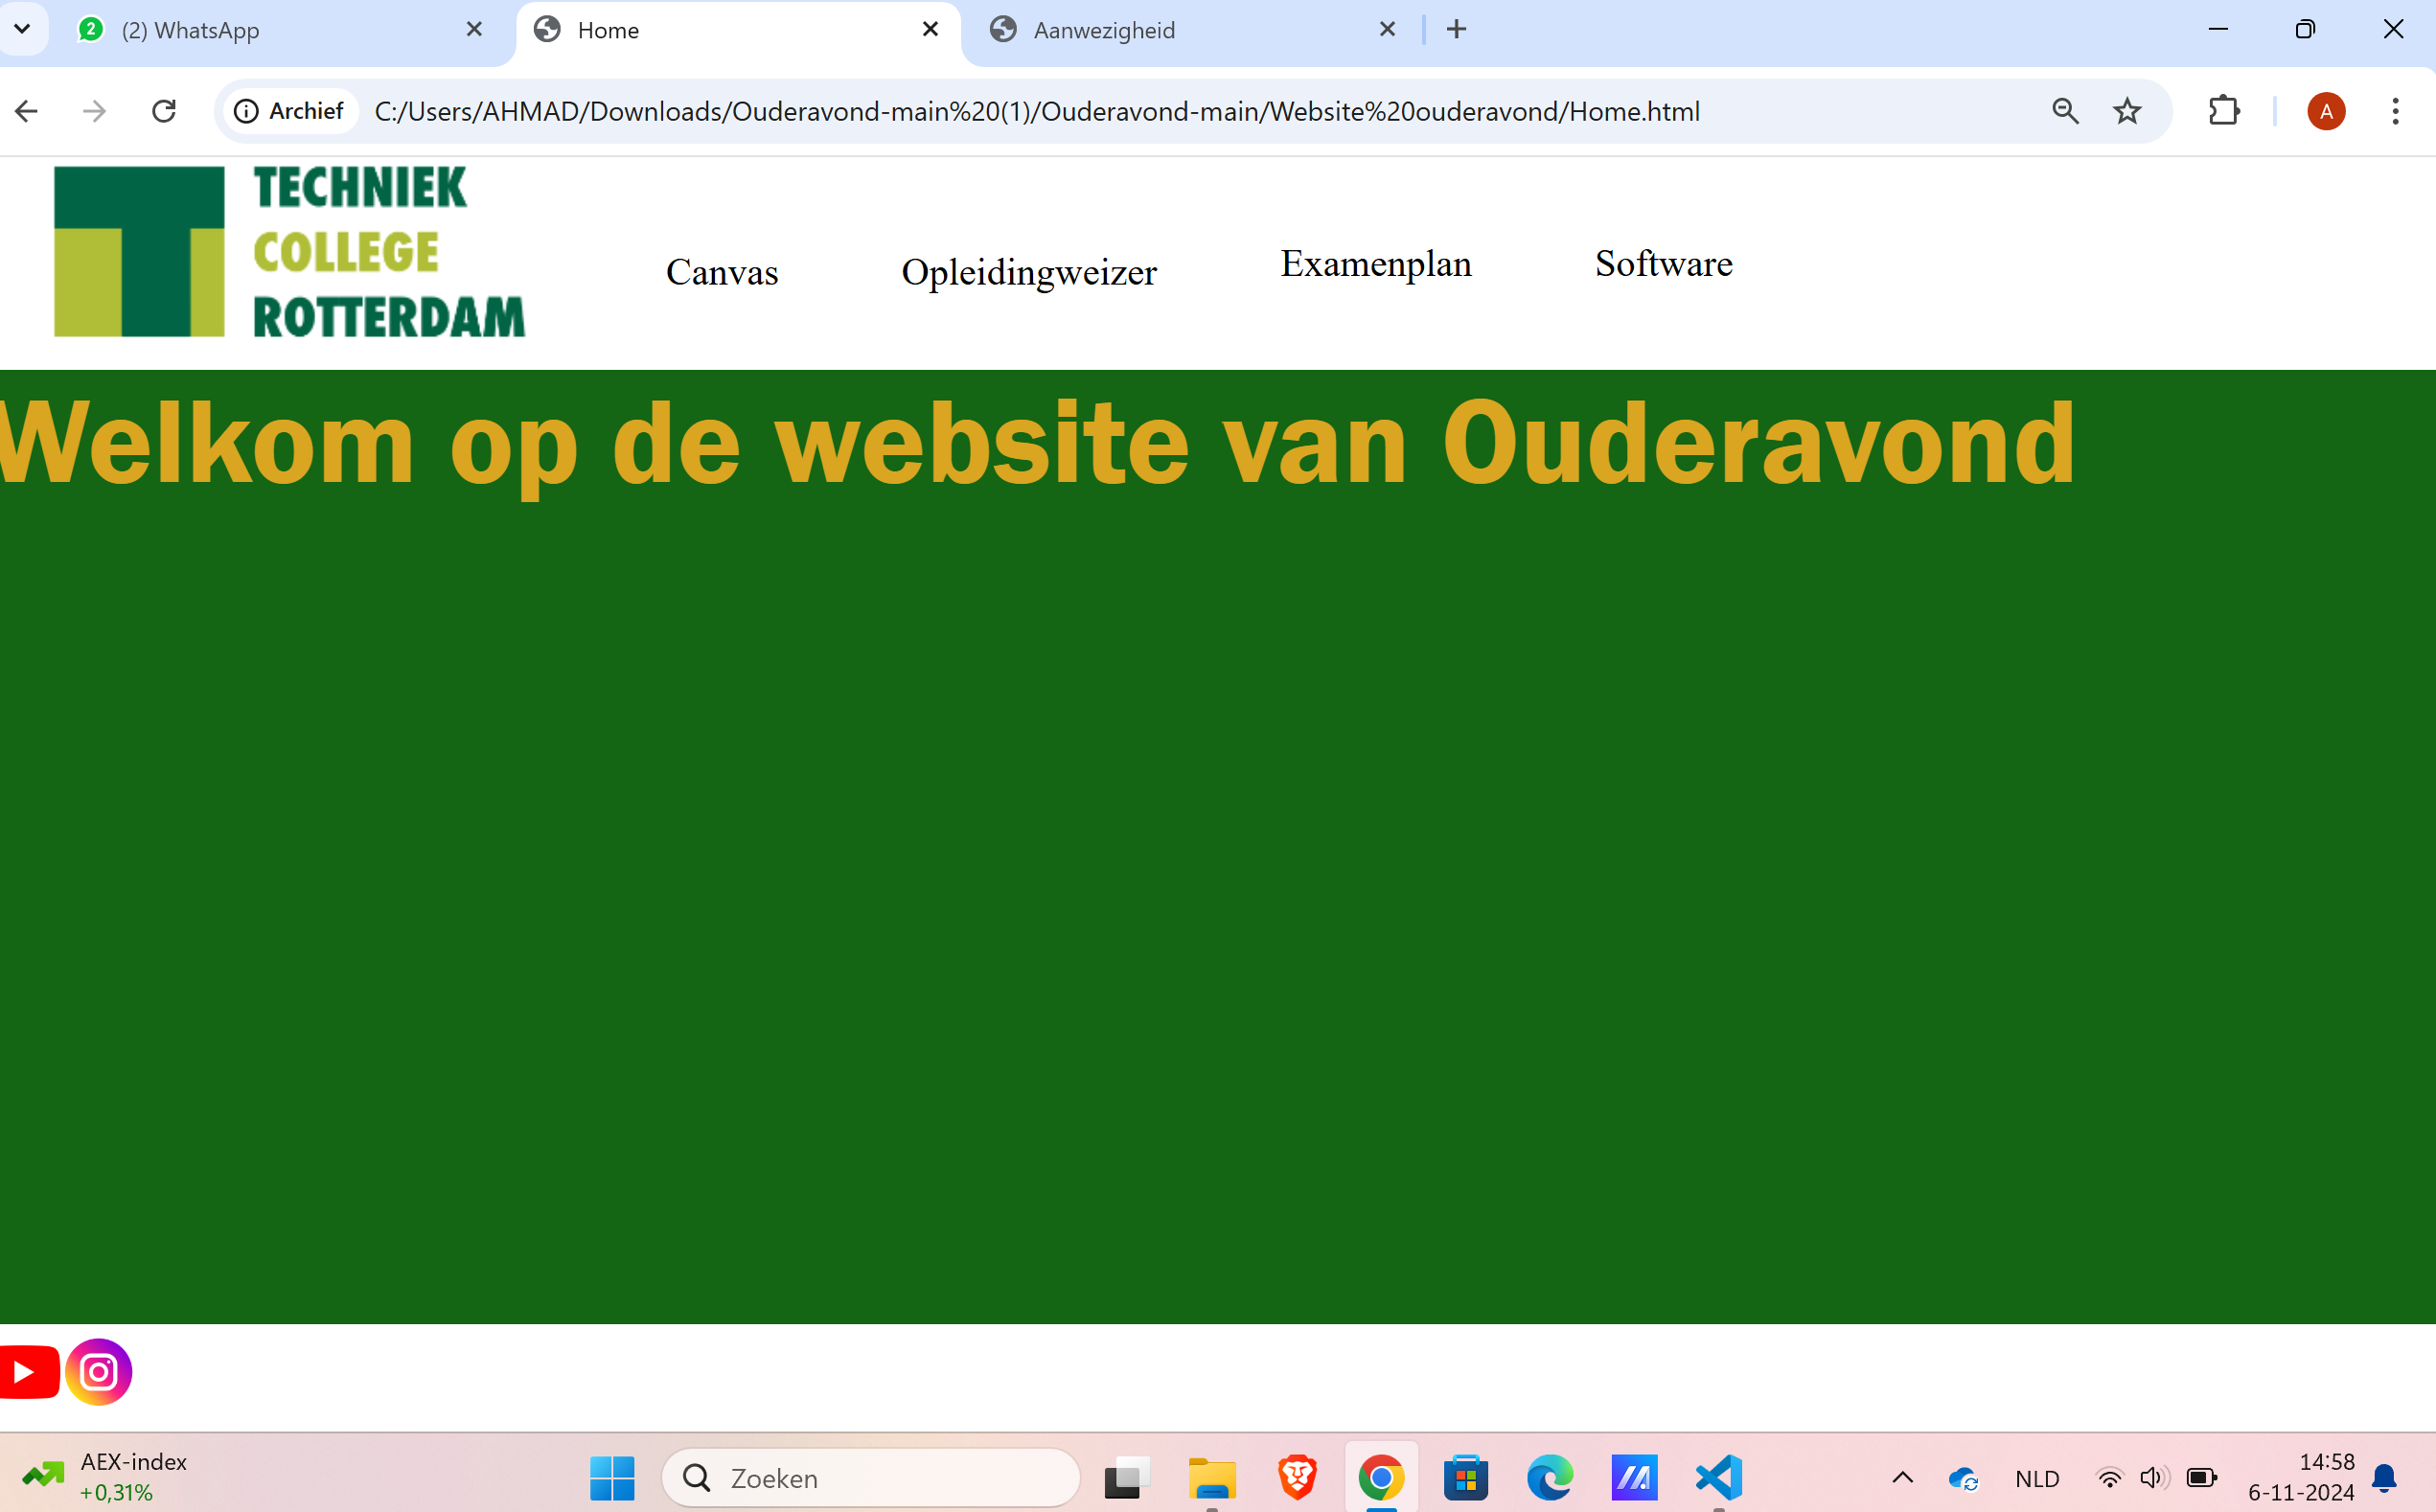 2 (2) WhatsApp
Home
Aanwezigheid
Archief
C:/Users/AHMAD/Downloads/Ouderavond-main%20(1)/Ouderavond-main/Website%20ouderavond/Home.html
A
TECHNIEK
COLLEGE
ROTTERDAM
Canvas
Opleidingweizer
Examenplan
Software
Welkom op de website van Ouderavond
AEX-index
+0,31%
Zoeken
NLD
14:58
6-11-2024